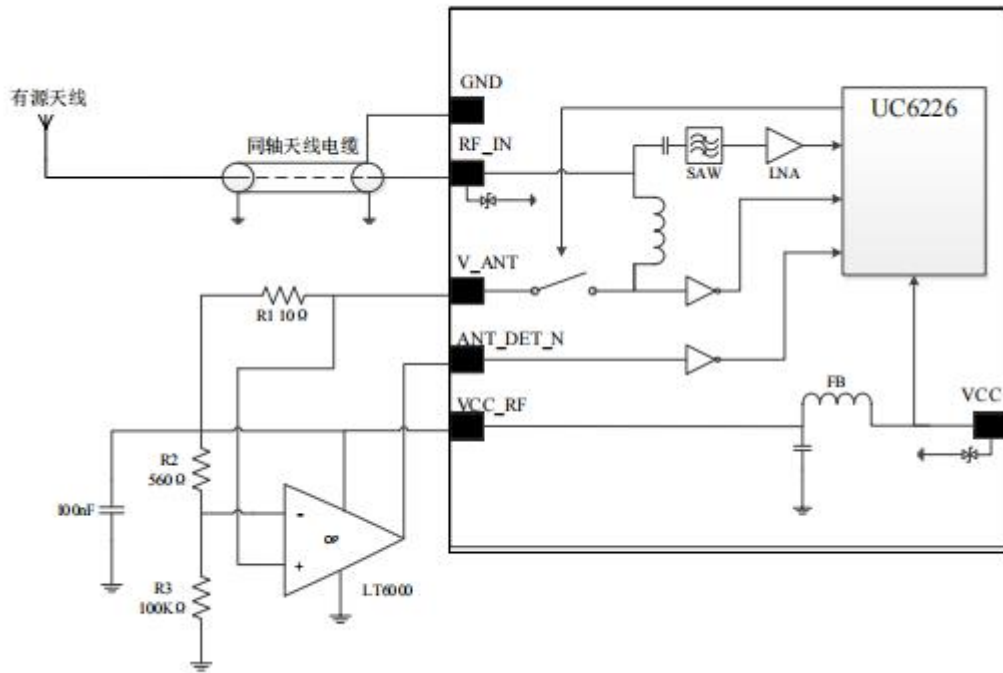 GND
有源天线
UC6226
同轴天线电缆
RF_IN
SAW
LNA
V_ANT
R1 10Ω
ANT_DET_N
FB
VCC_RF
VCC
R2
560Ω
100nF
-
OP
+
LT6000
R3
100KΩ